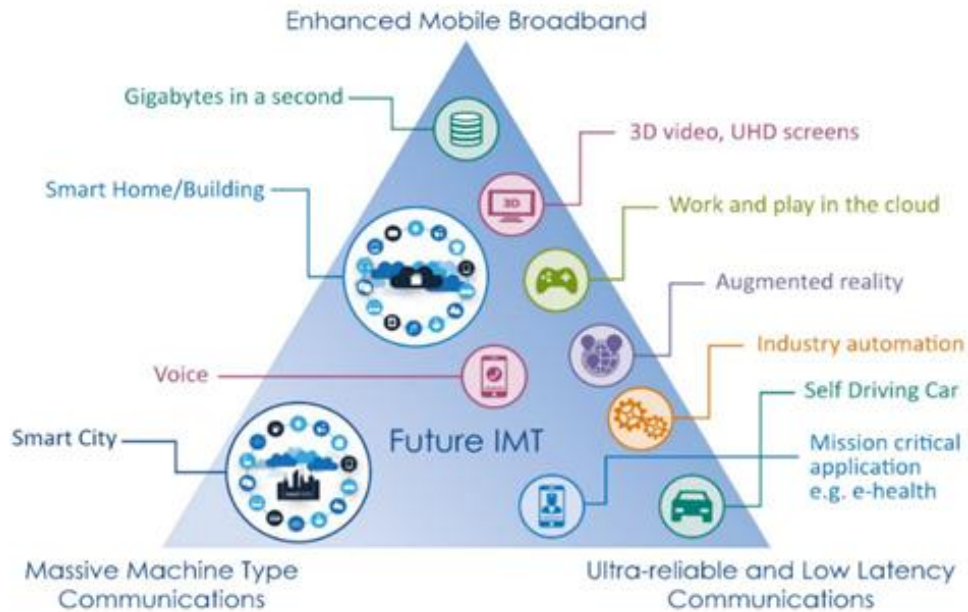 Enhanced Mobile Broadband
Gigabytes in a second
3D video, UHD screens
3D
Smart Home/Building
Work and play in the cloud
Augmented reality
Industry automation
Voice
Self Driving Car
Smart City
Future IMT
Mission critical
application
e.g. e-health
Massive Machine Type
Communications
Ultra-reliable and Low Latency
Communications